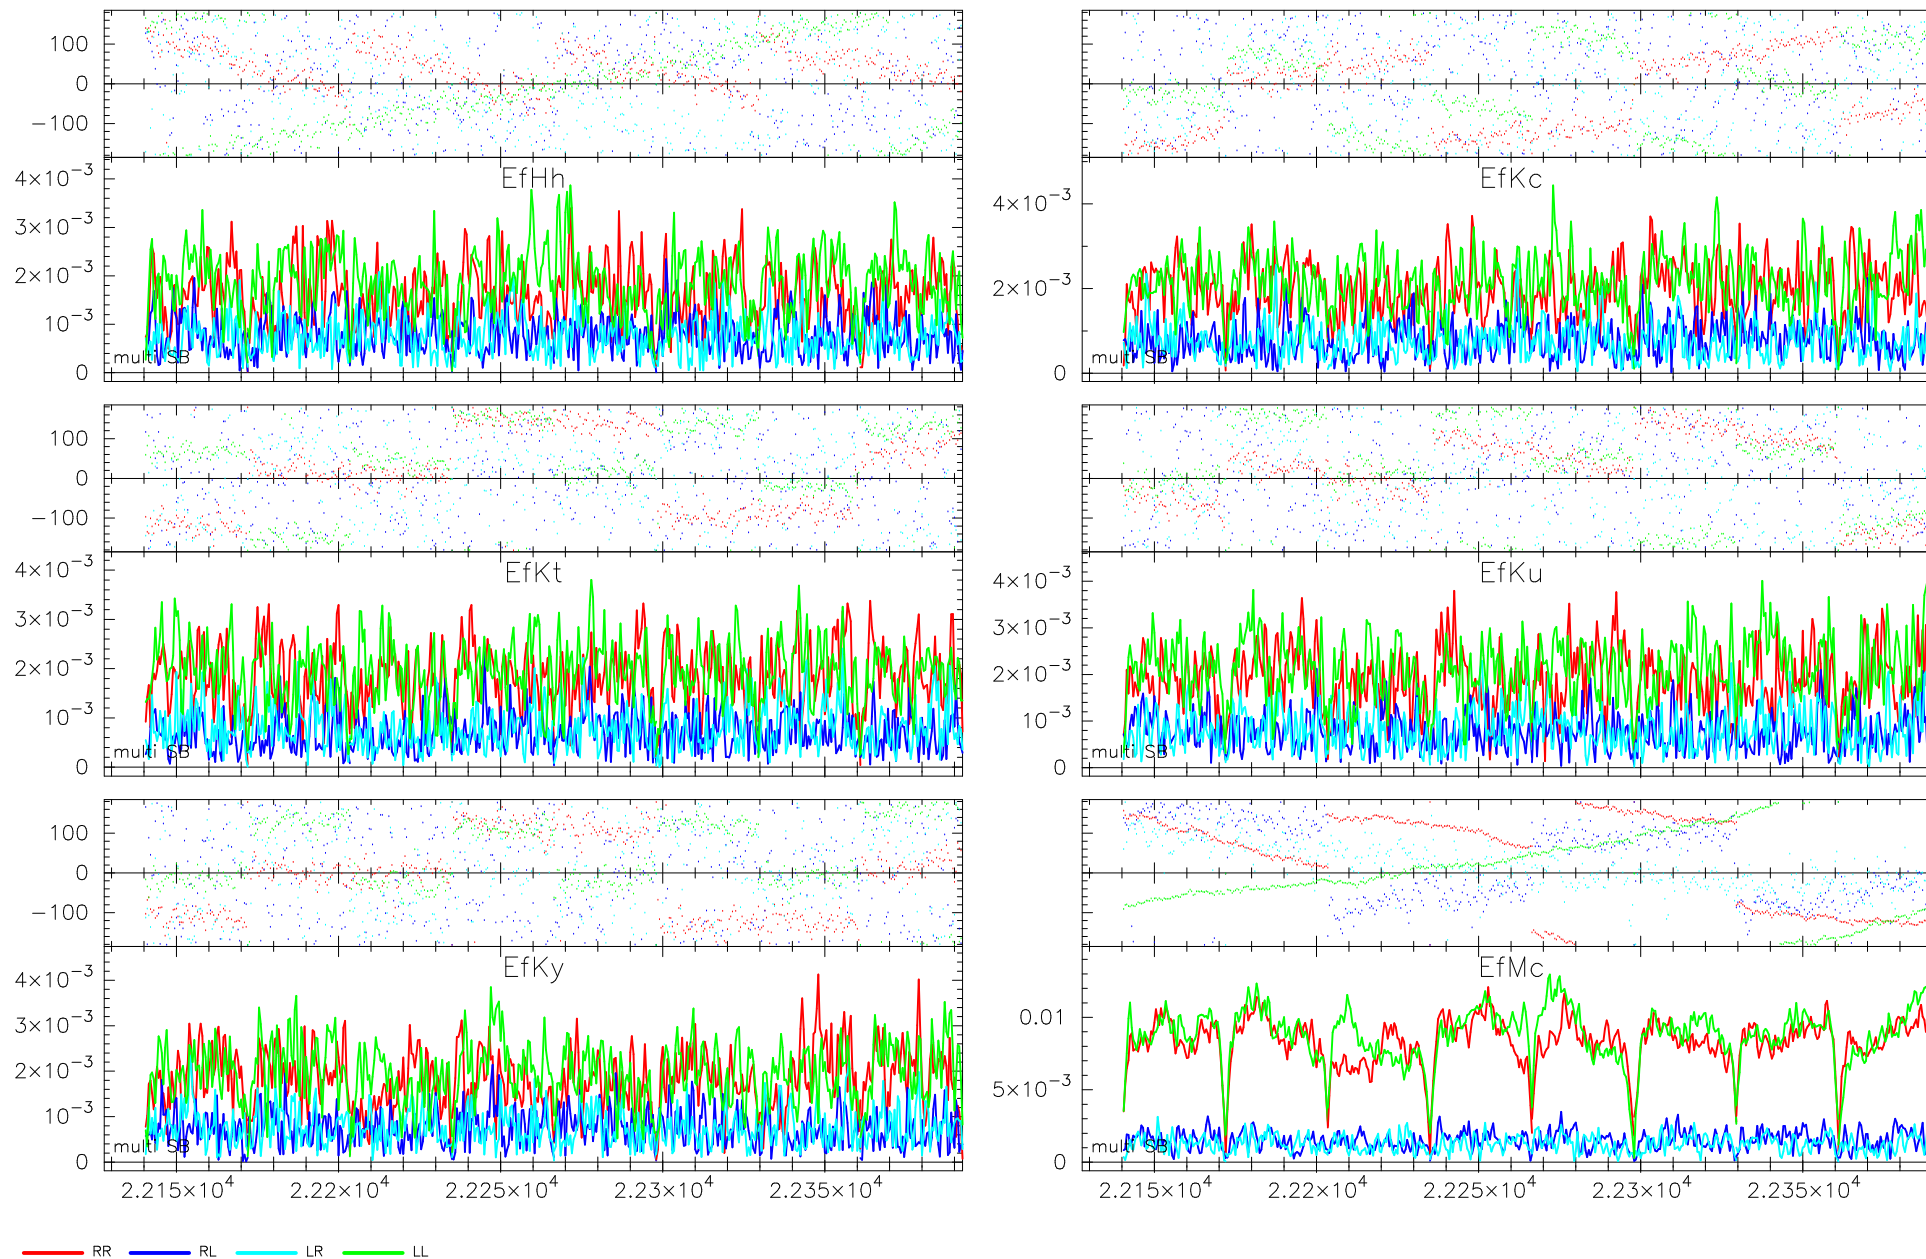 100
0
−100
EfHh
4×10⁻³
3×10⁻³
2×10⁻³
10⁻³
0
multi SB
EfKc
4×10⁻³
2×10⁻³
0
multi SB
100
0
−100
EfKt
4×10⁻³
3×10⁻³
2×10⁻³
10⁻³
0
multi SB
EfKu
4×10⁻³
3×10⁻³
2×10⁻³
10⁻³
0
multi SB
100
0
−100
EfKy
4×10⁻³
3×10⁻³
2×10⁻³
10⁻³
0
multi SB
EfMc
0.01
5×10⁻³
0
multi SB
2.215×10⁴ 2.22×10⁴ 2.225×10⁴ 2.23×10⁴ 2.235×10⁴
2.215×10⁴ 2.22×10⁴ 2.225×10⁴ 2.23×10⁴ 2.235×10⁴
RR RL LR LL